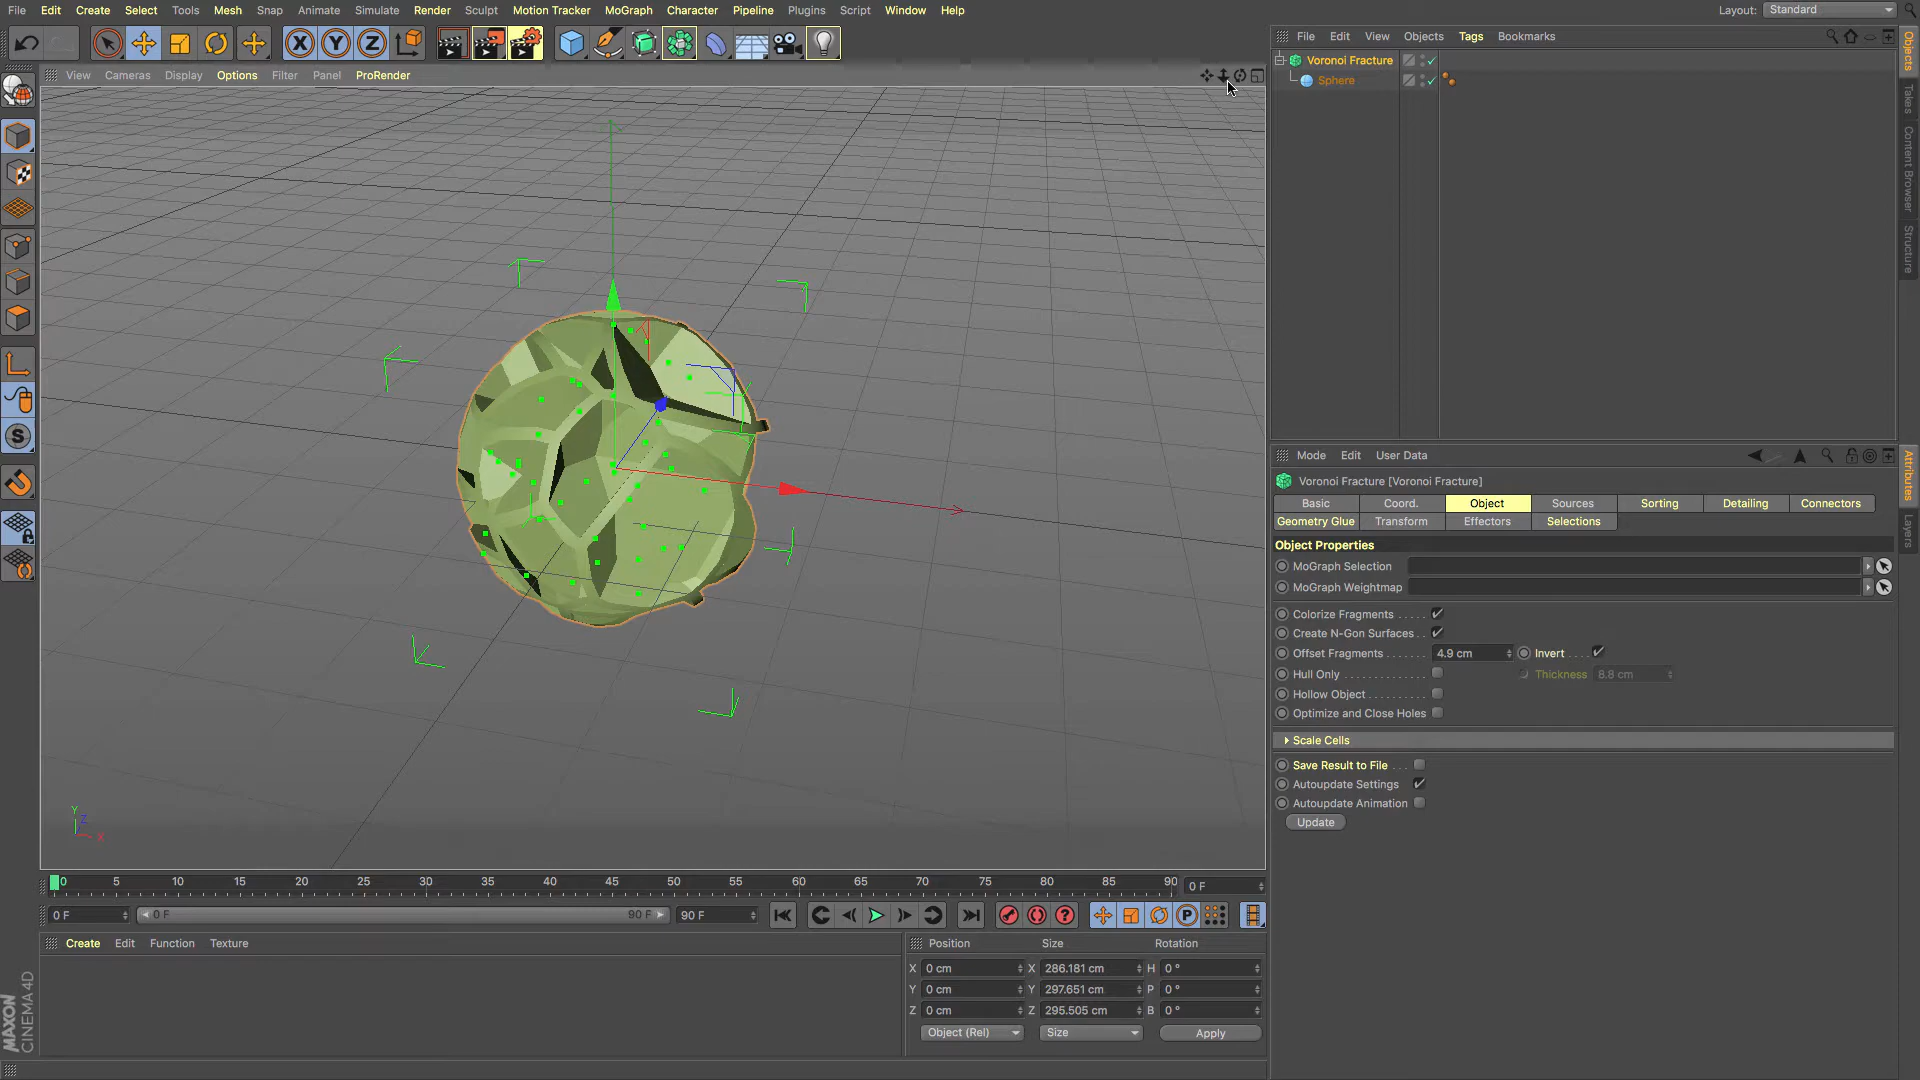 File Edit Create Select Tools Mesh Snap Animate Simulate Render Sculpt Motion Tracker MoGraph Character Pipeline Plugins Script Window Help Layout: Standard
File Edit View Objects Tags Bookmarks
View Cameras Display Options Filter Panel ProRender
Voronoi Fracture
Sphere
Objects
Takes
Content Browser
Structure
Mode Edit User Data
Voronoi Fracture [Voronoi Fracture]
Basic Coord. Object Sources Sorting Detailing Connectors
Geometry Glue Transform Effectors Selections
Object Properties
MoGraph Selection
MoGraph Weightmap
Colorize Fragments
Create N-Gon Surfaces
Offset Fragments 4.9 cm Invert
Hull Only Thickness 8.8 cm
Hollow Object
Optimize and Close Holes
Scale Cells
Save Result to File
Autoupdate Settings
Autoupdate Animation
Update
Attributes
Layers
Y
Z
X
0 5 10 15 20 25 30 35 40 45 50 55 60 65 70 75 80 85 90 0 F
0 F 0 F 90 F 90 F
Create Edit Function Texture
Position Size Rotation
X 0 cm X 286.181 cm H 0 °
Y 0 cm Y 297.651 cm P 0 °
Z 0 cm Z 295.505 cm B 0 °
Object (Rel) Size Apply
MAXON
CINEMA 4D